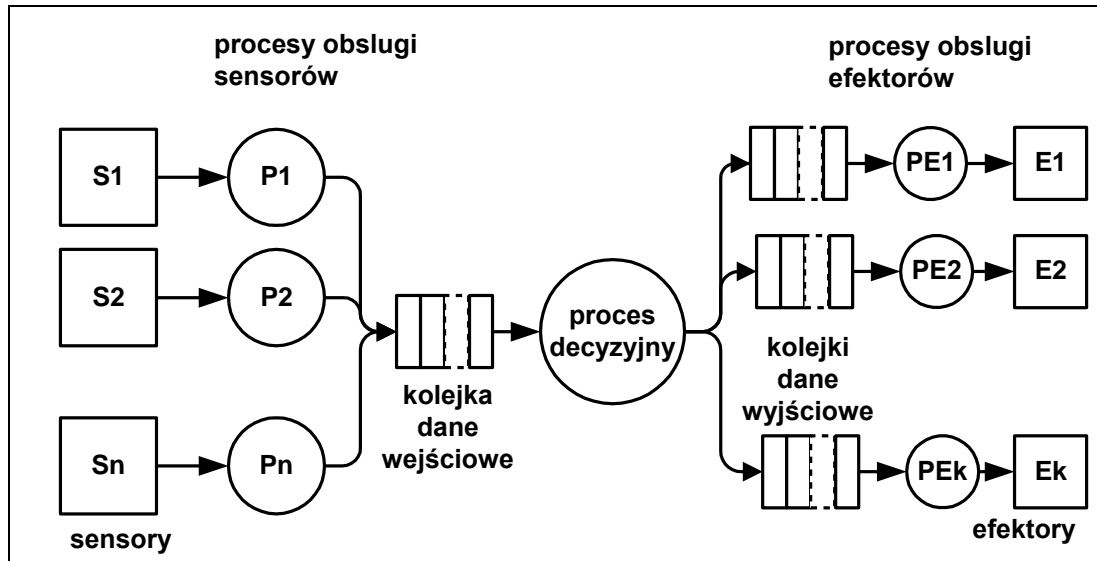 procesy obslugi
sensorów
procesy obslugi
efektorów
S1
P1
PE1
E1
S2
P2
PE2
E2
proces
decyzyjny
kolejka
dane
wejściowe
kolejki
dane
wyjściowe
Sn
Pn
PEk
Ek
sensory
efektory